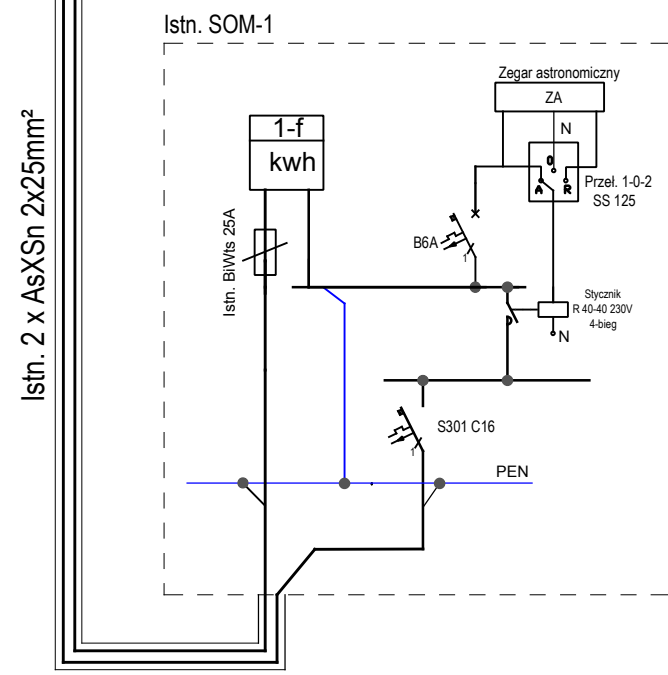 Istn. SOM-1
Zegar astronomiczny
ZA
N
1-f
kwh
0
A
R
Przeł. 1-0-2
SS 125
Istn. 2 x AsXSn 2x25mm²
Istn. BiWts 25A
B6A
1
Stycznik
R 40-40 230V
4-bieg
N
S301 C16
1
PEN